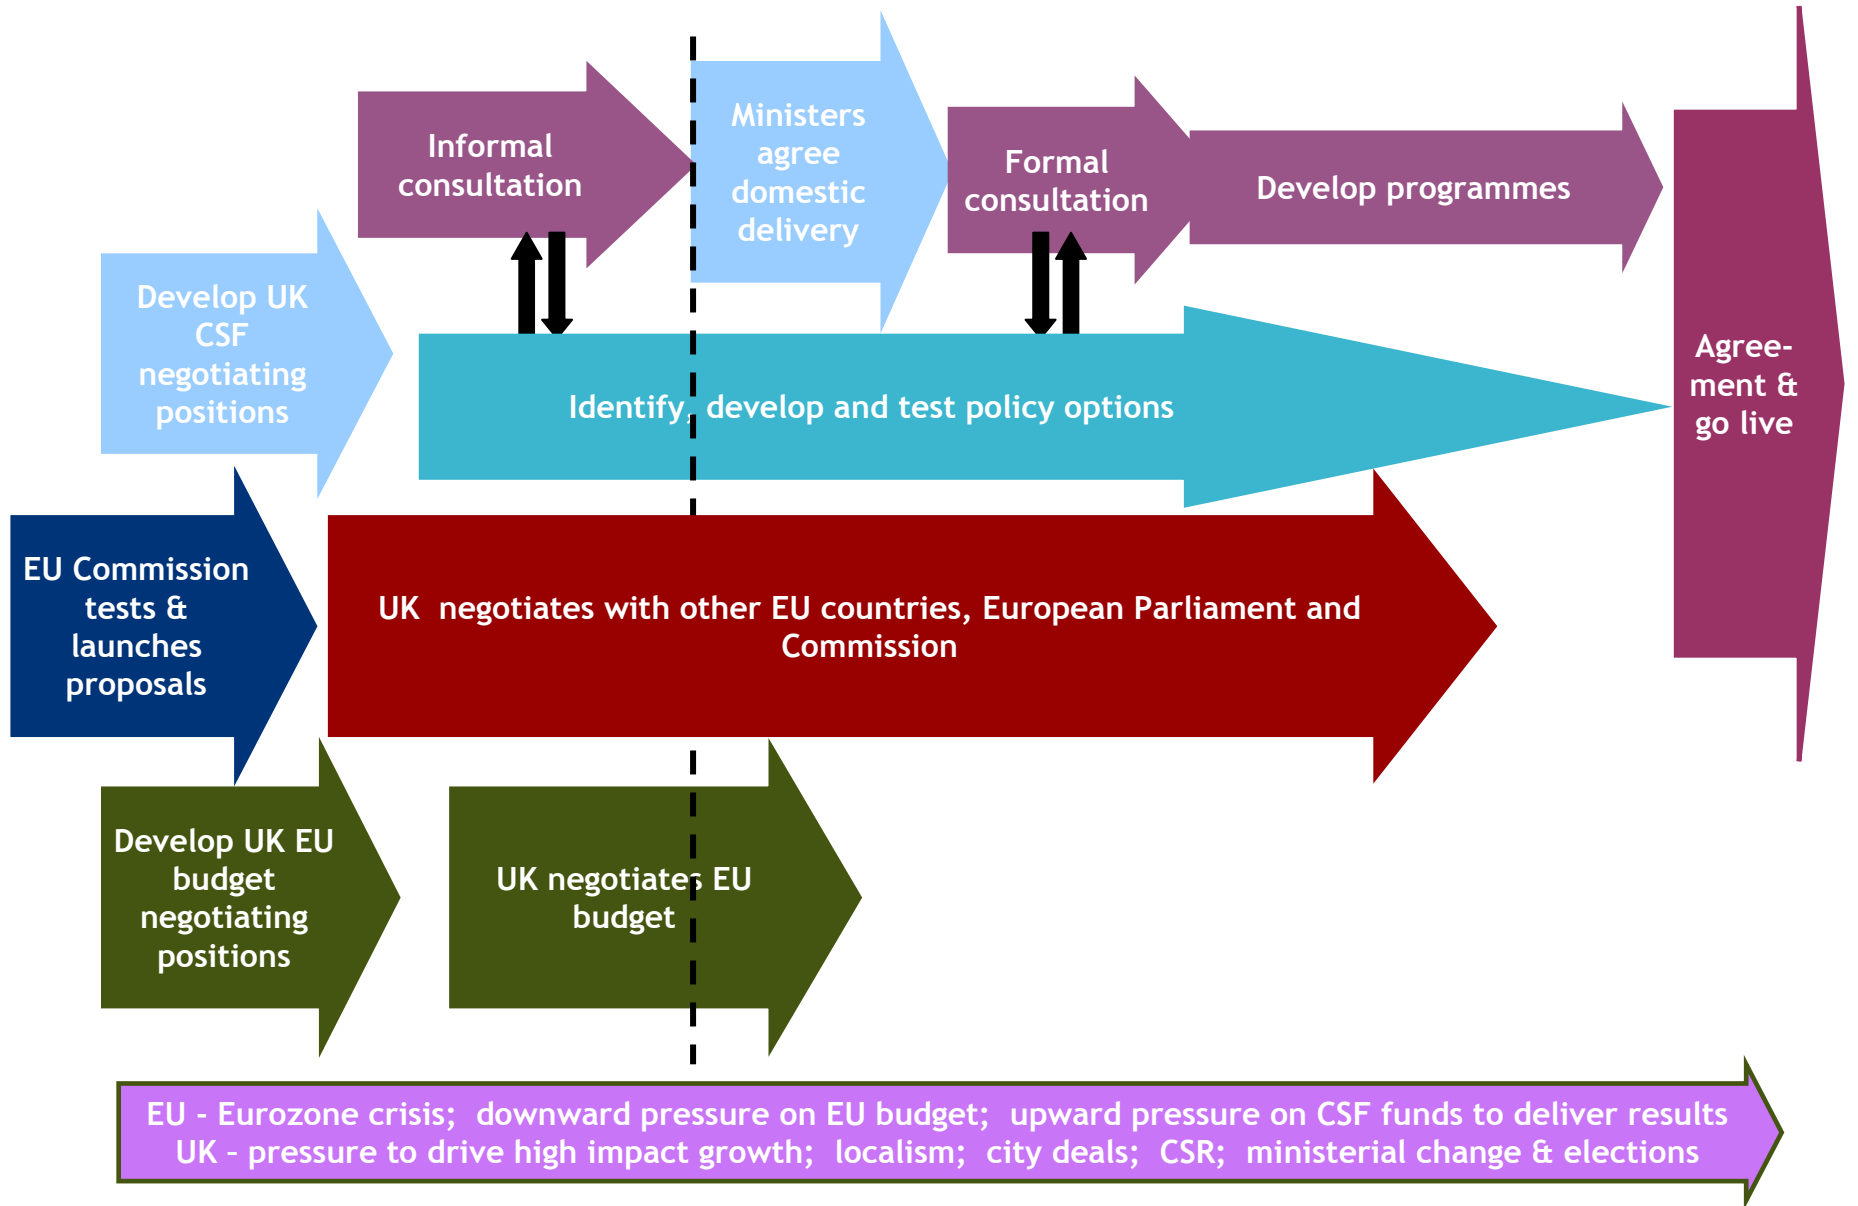 Informal
consultation
Ministers
agree
domestic
delivery
Formal
consultation
Develop programmes
Develop UK
CSF
negotiating
positions
Identify, develop and test policy options
Agree-
ment &
go live
EU Commission
tests &
launches
proposals
UK  negotiates with other EU countries, European Parliament and
Commission
Develop UK EU
budget
negotiating
positions
UK negotiates EU
budget
EU - Eurozone crisis;  downward pressure on EU budget;  upward pressure on CSF funds to deliver results
UK – pressure to drive high impact growth;  localism;  city deals;  CSR;  ministerial change & elections